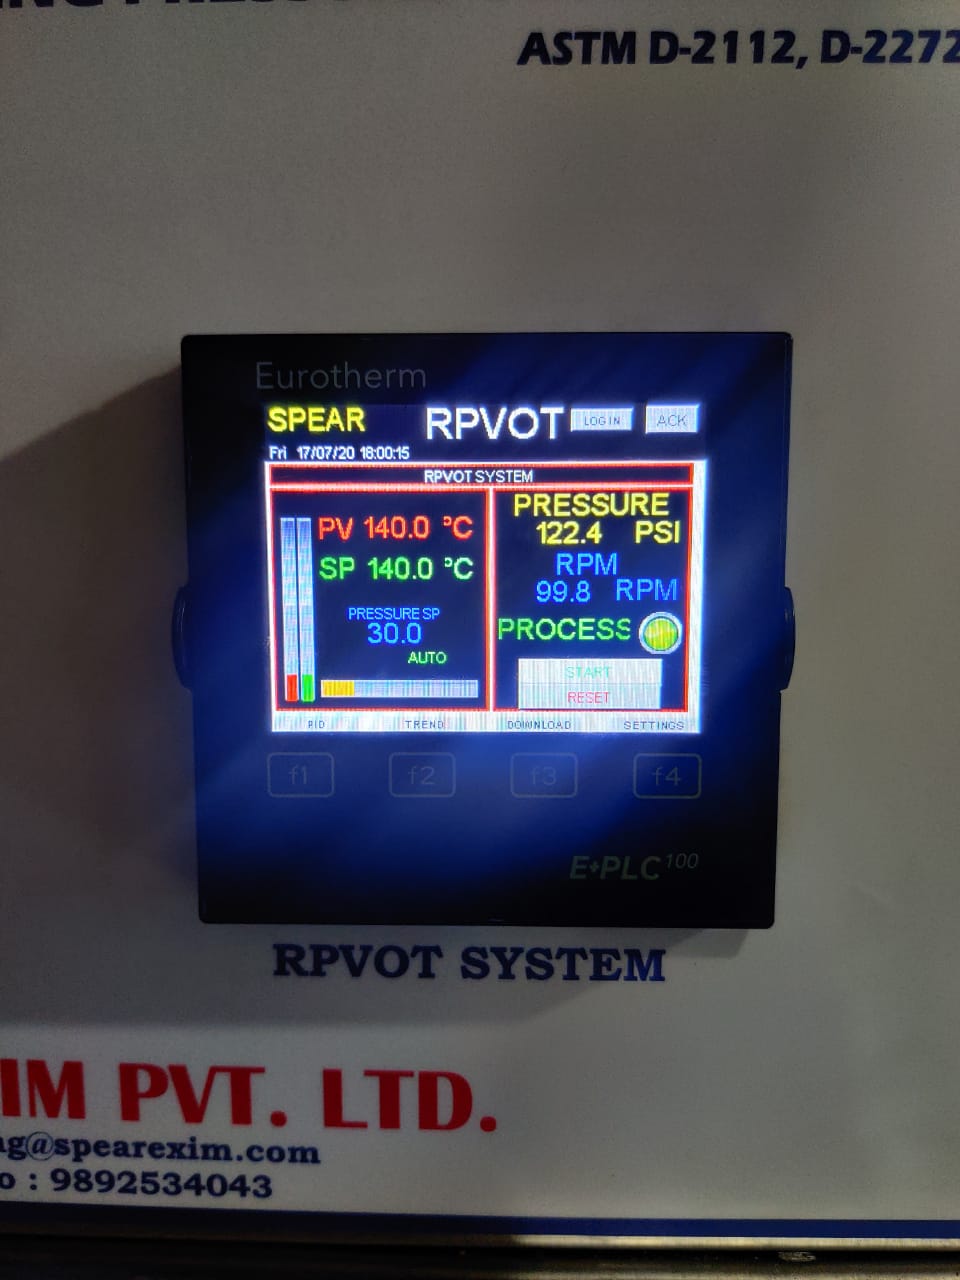 ASTM D-2112, D-2272
Eurotherm
SPEAR RPVOT LOGIN ACK
Fri 17/07/20 18:00:15
RPVOT SYSTEM
PV 140.0 °C
SP 140.0 °C
PRESSURE SP
30.0
AUTO
PRESSURE
122.4 PSI
RPM
99.8 RPM
PROCESS
START
RESET
PID TREND DOWNLOAD SETTINGS
f1 f2 f3 f4
E+PLC100
RPVOT SYSTEM
IM PVT. LTD.
g@spearexim.com
o : 9892534043